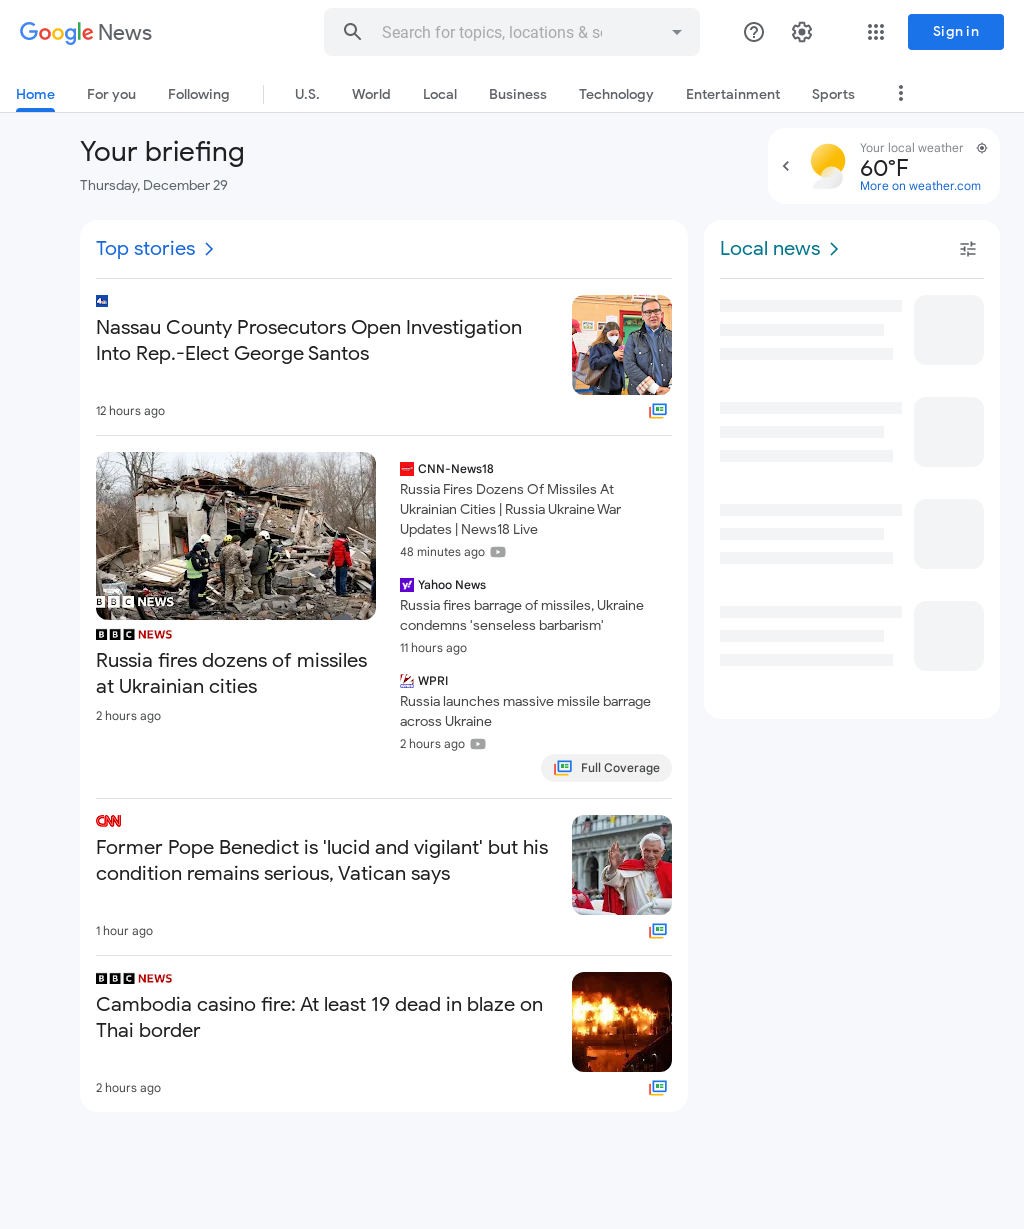 Google News
Search for topics, locations & so
Sign in
Home
For you
Following
U.S.
World
Local
Business
Technology
Entertainment
Sports
Your briefing
Thursday, December 29
Your local weather
60°F
More on weather.com
Top stories
4
Nassau County Prosecutors Open Investigation
Into Rep.-Elect George Santos
12 hours ago
BBC NEWS
BBC NEWS
Russia fires dozens of missiles
at Ukrainian cities
2 hours ago
CNN-News18
Russia Fires Dozens Of Missiles At
Ukrainian Cities | Russia Ukraine War
Updates | News18 Live
48 minutes ago
Yahoo News
Russia fires barrage of missiles, Ukraine
condemns 'senseless barbarism'
11 hours ago
WPRI
Russia launches massive missile barrage
across Ukraine
2 hours ago
Full Coverage
CNN
Former Pope Benedict is 'lucid and vigilant' but his
condition remains serious, Vatican says
1 hour ago
BBC NEWS
Cambodia casino fire: At least 19 dead in blaze on
Thai border
2 hours ago
Local news